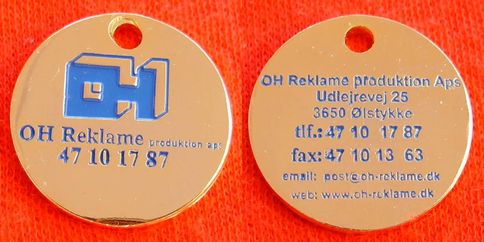 OH
OH Reklame produktion aps
47 10 17 87
OH Reklame produktion Aps
Udlejrevej 25
3650 Ølstykke
tlf.: 47 10 17 87
fax: 47 10 13 63
email: post@oh-reklame.dk
web: www.oh-reklame.dk